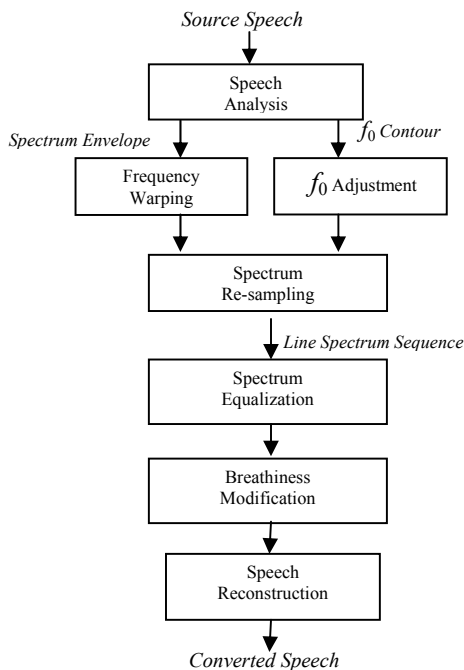 Source Speech
Speech
Analysis
Spectrum Envelope
f0 Contour
Frequency
Warping
f0 Adjustment
Spectrum
Re-sampling
Line Spectrum Sequence
Spectrum
Equalization
Breathiness
Modification
Speech
Reconstruction
Converted Speech